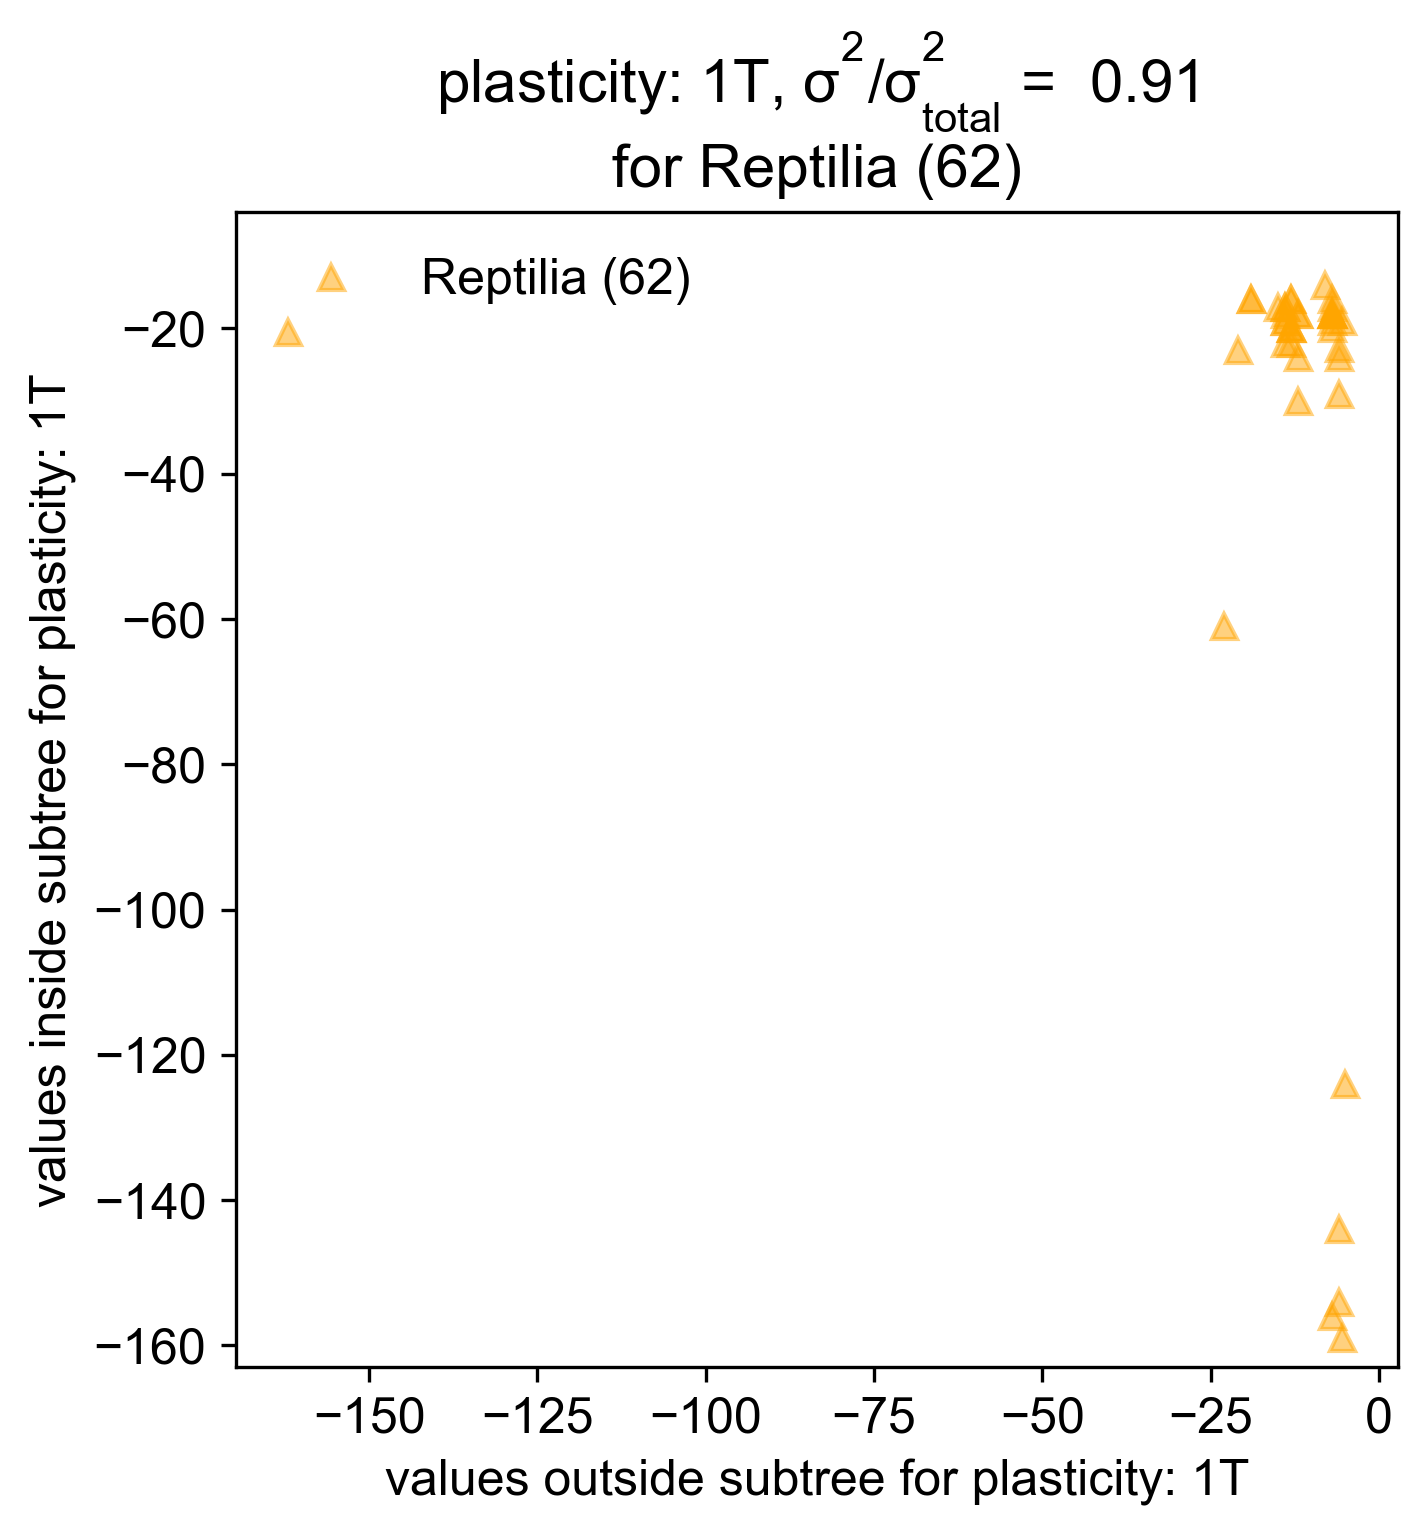 plasticity: 1T, σ²/σ²total = 0.91
for Reptilia (62)
Reptilia (62)
values inside subtree for plasticity: 1T
−20
−40
−60
−80
−100
−120
−140
−160
−150 −125 −100 −75 −50 −25 0
values outside subtree for plasticity: 1T